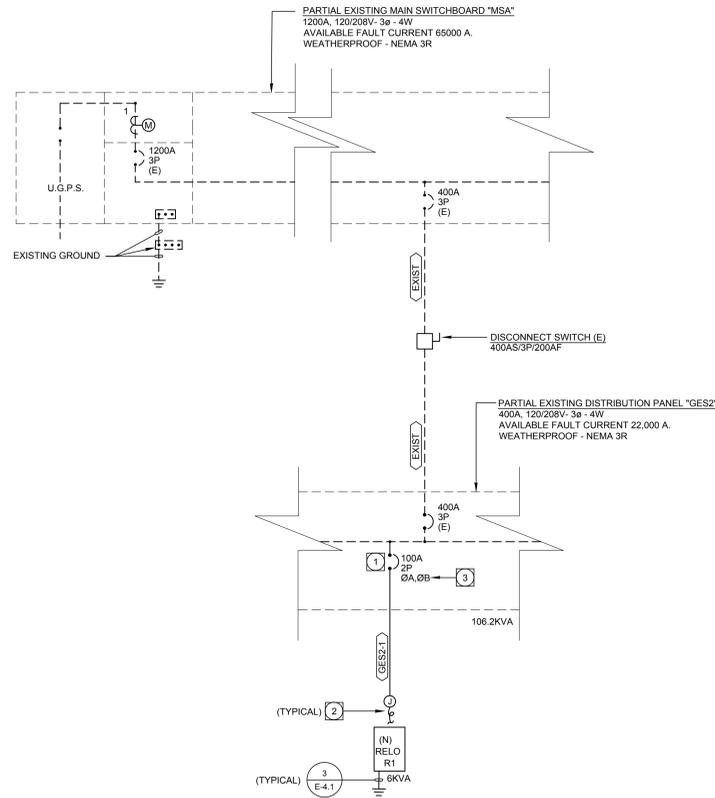 PARTIAL EXISTING MAIN SWITCHBOARD "MSA"
1200A, 120/208V- 3ø - 4W
AVAILABLE FAULT CURRENT 65000 A.
WEATHERPROOF - NEMA 3R
1
M
1200A
3P
(E)
U.G.P.S.
400A
3P
(E)
EXISTING GROUND
EXIST
DISCONNECT SWITCH (E)
400AS/3P/200AF
PARTIAL EXISTING DISTRIBUTION PANEL "GES2"
400A, 120/208V- 3ø - 4W
AVAILABLE FAULT CURRENT 22,000 A.
WEATHERPROOF - NEMA 3R
EXIST
400A
3P
(E)
1
100A
2P
ØA,ØB
3
106.2KVA
GES2-1
J
(TYPICAL)
2
(N)
RELO
R1
(TYPICAL)
3
E-4.1
6KVA